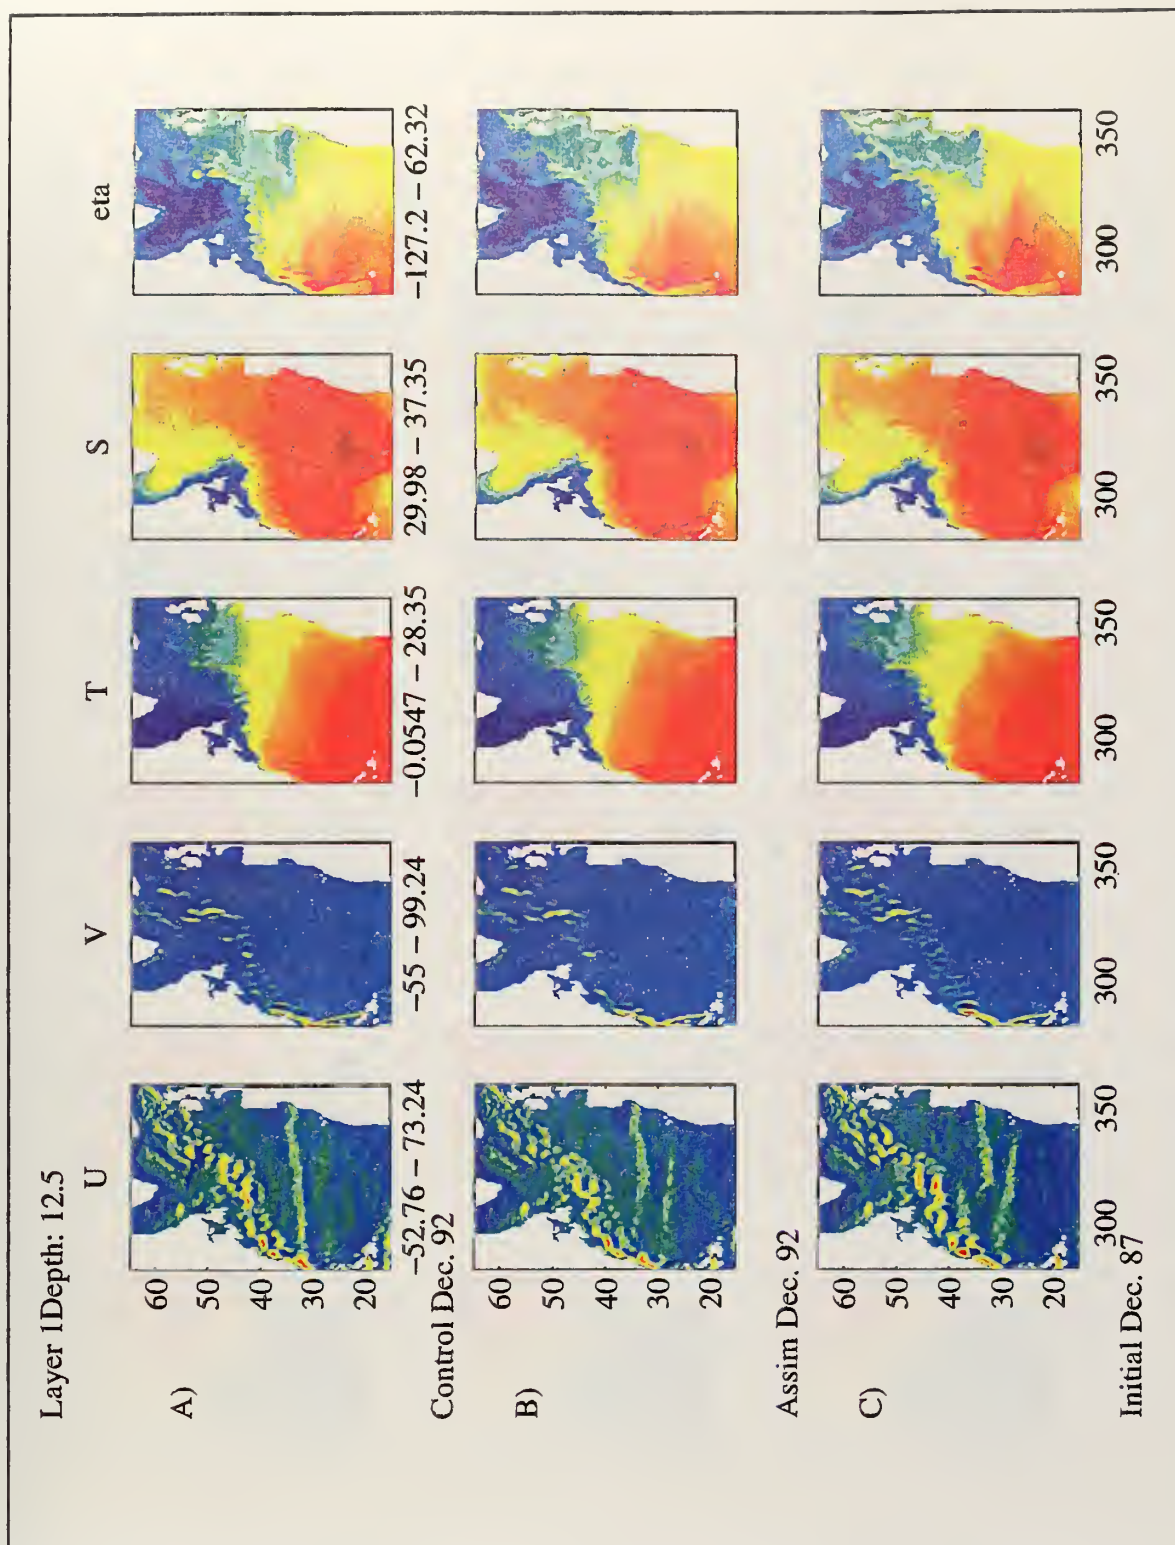 Layer 1Depth: 12.5
U V T S eta
A)
60
50
40
30
20
−52.76 − 73.24 −55 − 99.24 −0.0547 − 28.35 29.98 − 37.35 −127.2 − 62.32
Control Dec. 92
B)
60
50
40
30
20
Assim Dec. 92
C)
60
50
40
30
20
300 350 300 350 300 350 300 350 300 350
Initial Dec. 87